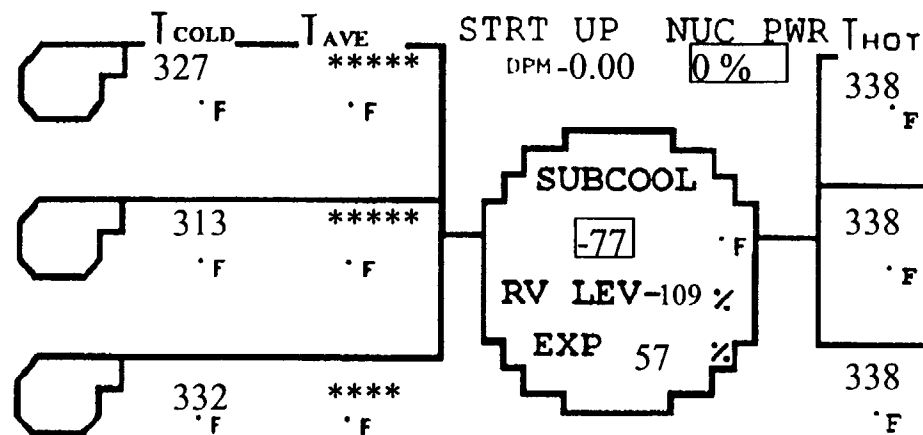 TCOLD TAVE STRT UP NUC PWR THOT
327 ***** DPM -0.00 0 % 338
°F °F °F
SUBCOOL
313 ***** -77 °F 338
°F °F °F
RV LEV-109 %
EXP 57 %
332 **** 338
°F °F °F